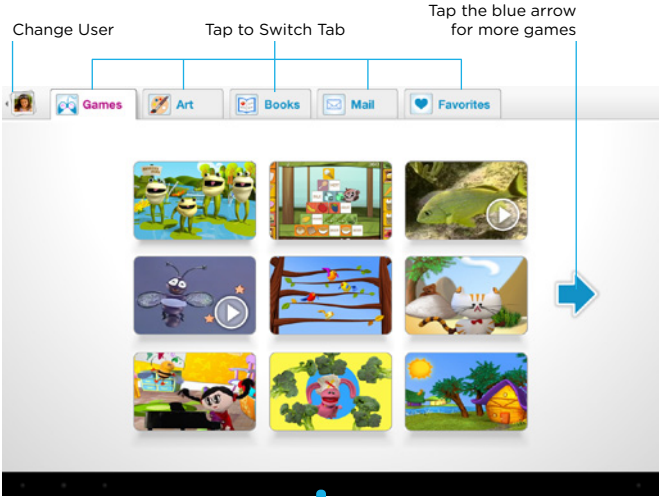 Tap the blue arrow
Change User Tap to Switch Tab for more games
Games Art Books Mail Favorites